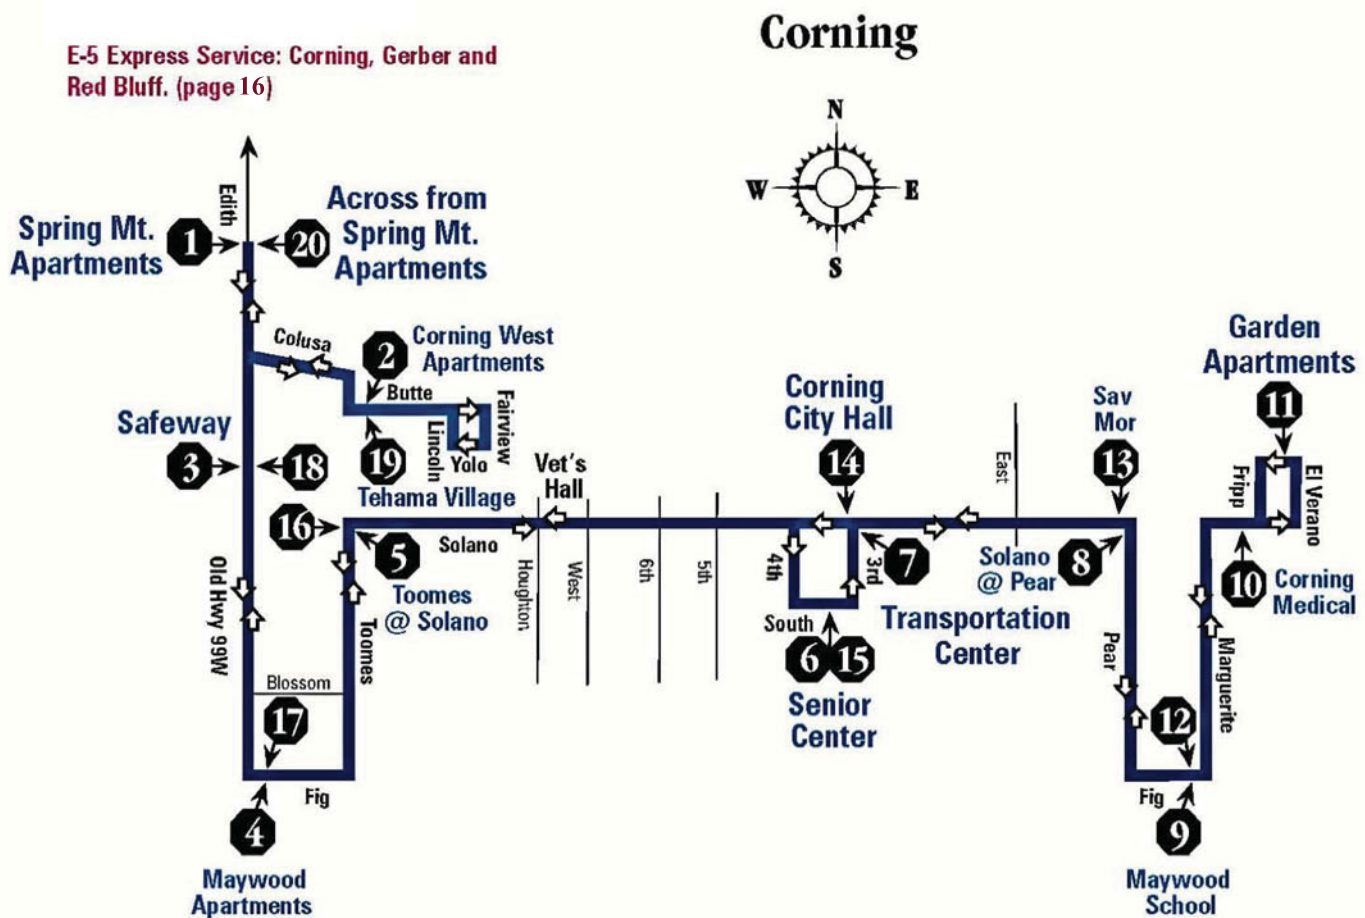 Corning
E-5 Express Service: Corning, Gerber and
Red Bluff. (page 16)
N
W
E
S
Edith
Spring Mt.
Apartments
1
20
Across from
Spring Mt.
Apartments
Colusa
2
Corning West
Apartments
Butte
Fairview
Lincoln
Yolo
19
Tehama Village
Safeway
3
18
16
5
Toomes
@ Solano
Solano
Vet's
Hall
Houghton
West
6th
5th
4th
3rd
South
Corning
City Hall
14
7
Transportation
Center
6
15
Senior
Center
East
Sav
Mor
13
Solano
@ Pear
8
Garden
Apartments
11
Fripp
El Verano
10
Corning
Medical
Pear
Marguerite
12
Fig
9
Maywood
School
Old Hwy 99W
Toomes
Blossom
17
Fig
4
Maywood
Apartments